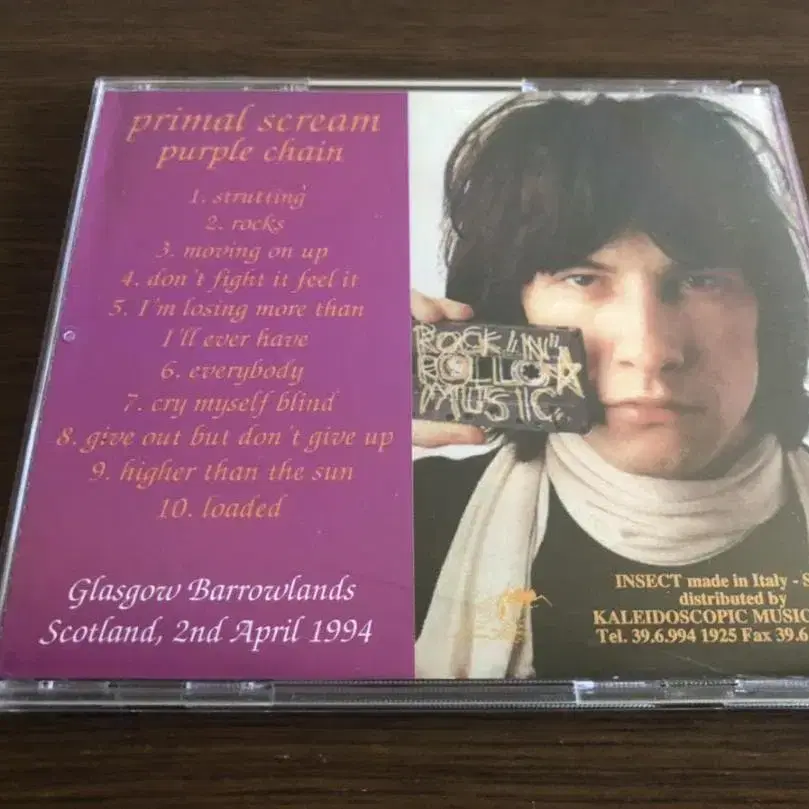 primal scream
purple chain
1. strutting
2. rocks
3. moving on up
4. don't fight it feel it
5. I'm losing more than
I'll ever have
6. everybody
7. cry myself blind
8. give out but don't give up
9. higher than the sun
10. loaded
Glasgow Barrowlands
Scotland, 2nd April 1994
ROCK "N"
ROLL ON
MUSIC.
INSECT made in Italy - S
distributed by
KALEIDOSCOPIC MUSIC
Tel. 39.6.994 1925 Fax 39.6